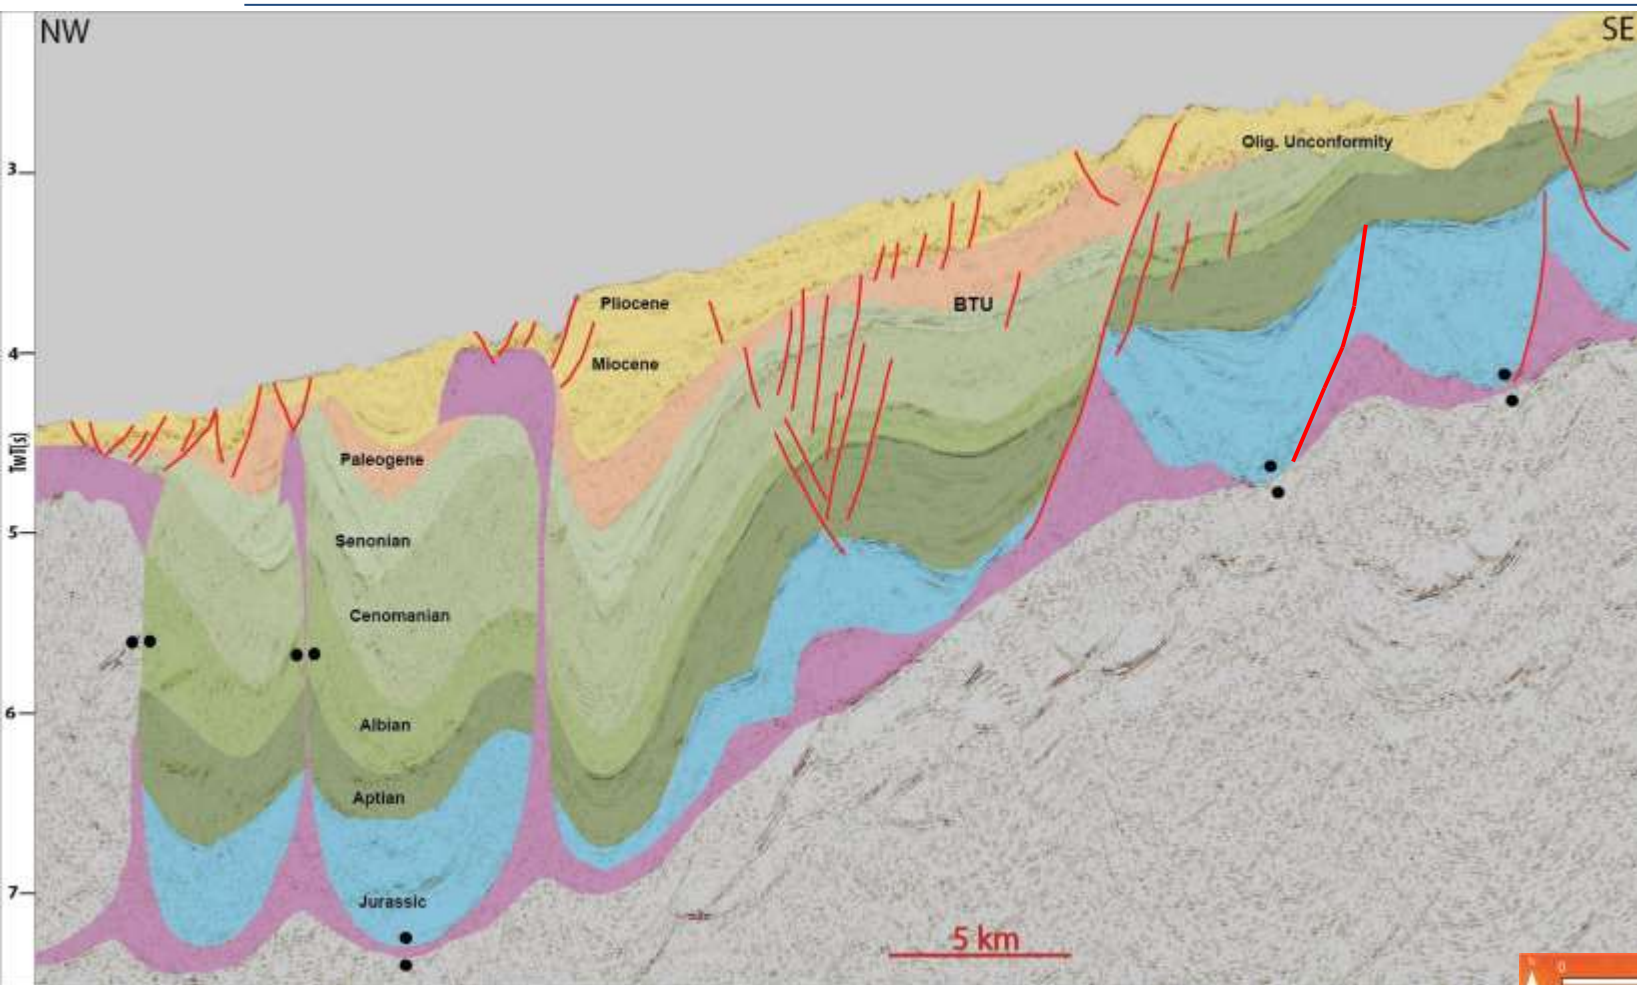 NW
SE
Olig. Unconformity
3
Pliocene
BTU
4
Miocene
TWT(s)
Paleogene
5
Senonian
Cenomanian
6
Albian
Aptian
7
Jurassic
5 km
0